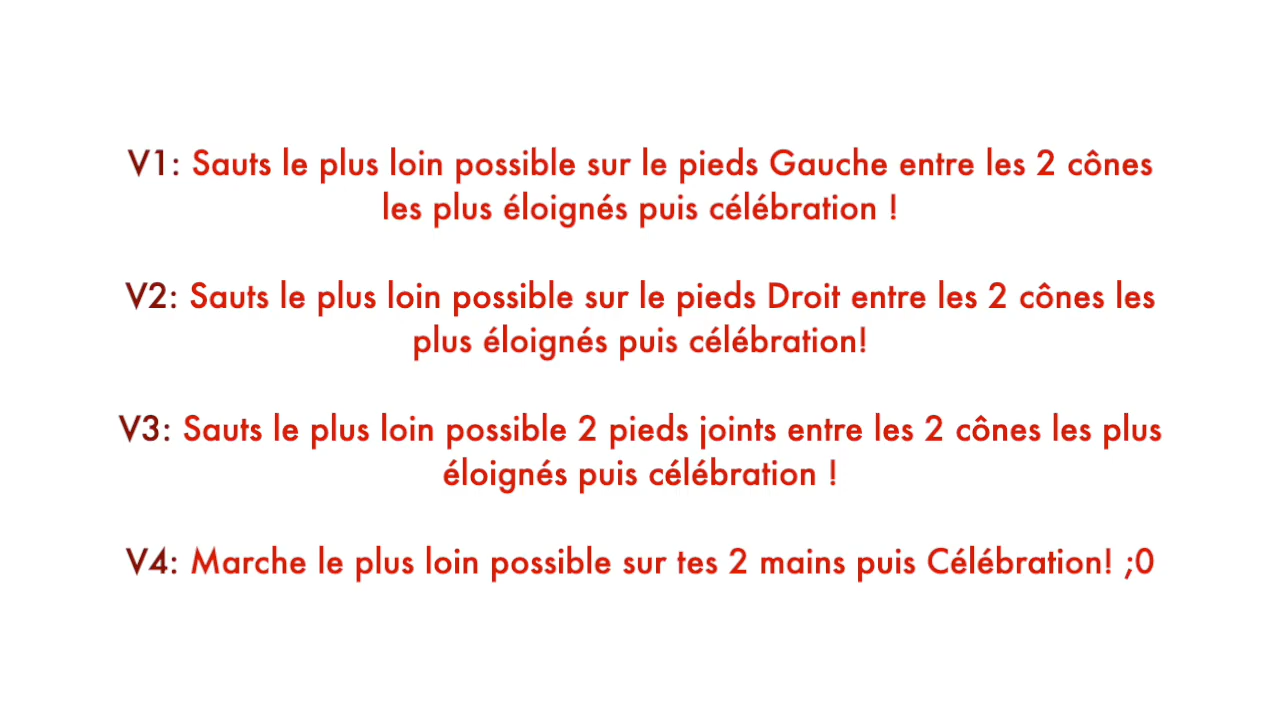 V1: Sauts le plus loin possible sur le pieds Gauche entre les 2 cônes
les plus éloignés puis célébration !
V2: Sauts le plus loin possible sur le pieds Droit entre les 2 cônes les
plus éloignés puis célébration!
V3: Sauts le plus loin possible 2 pieds joints entre les 2 cônes les plus
éloignés puis célébration !
V4: Marche le plus loin possible sur tes 2 mains puis Célébration! ;0